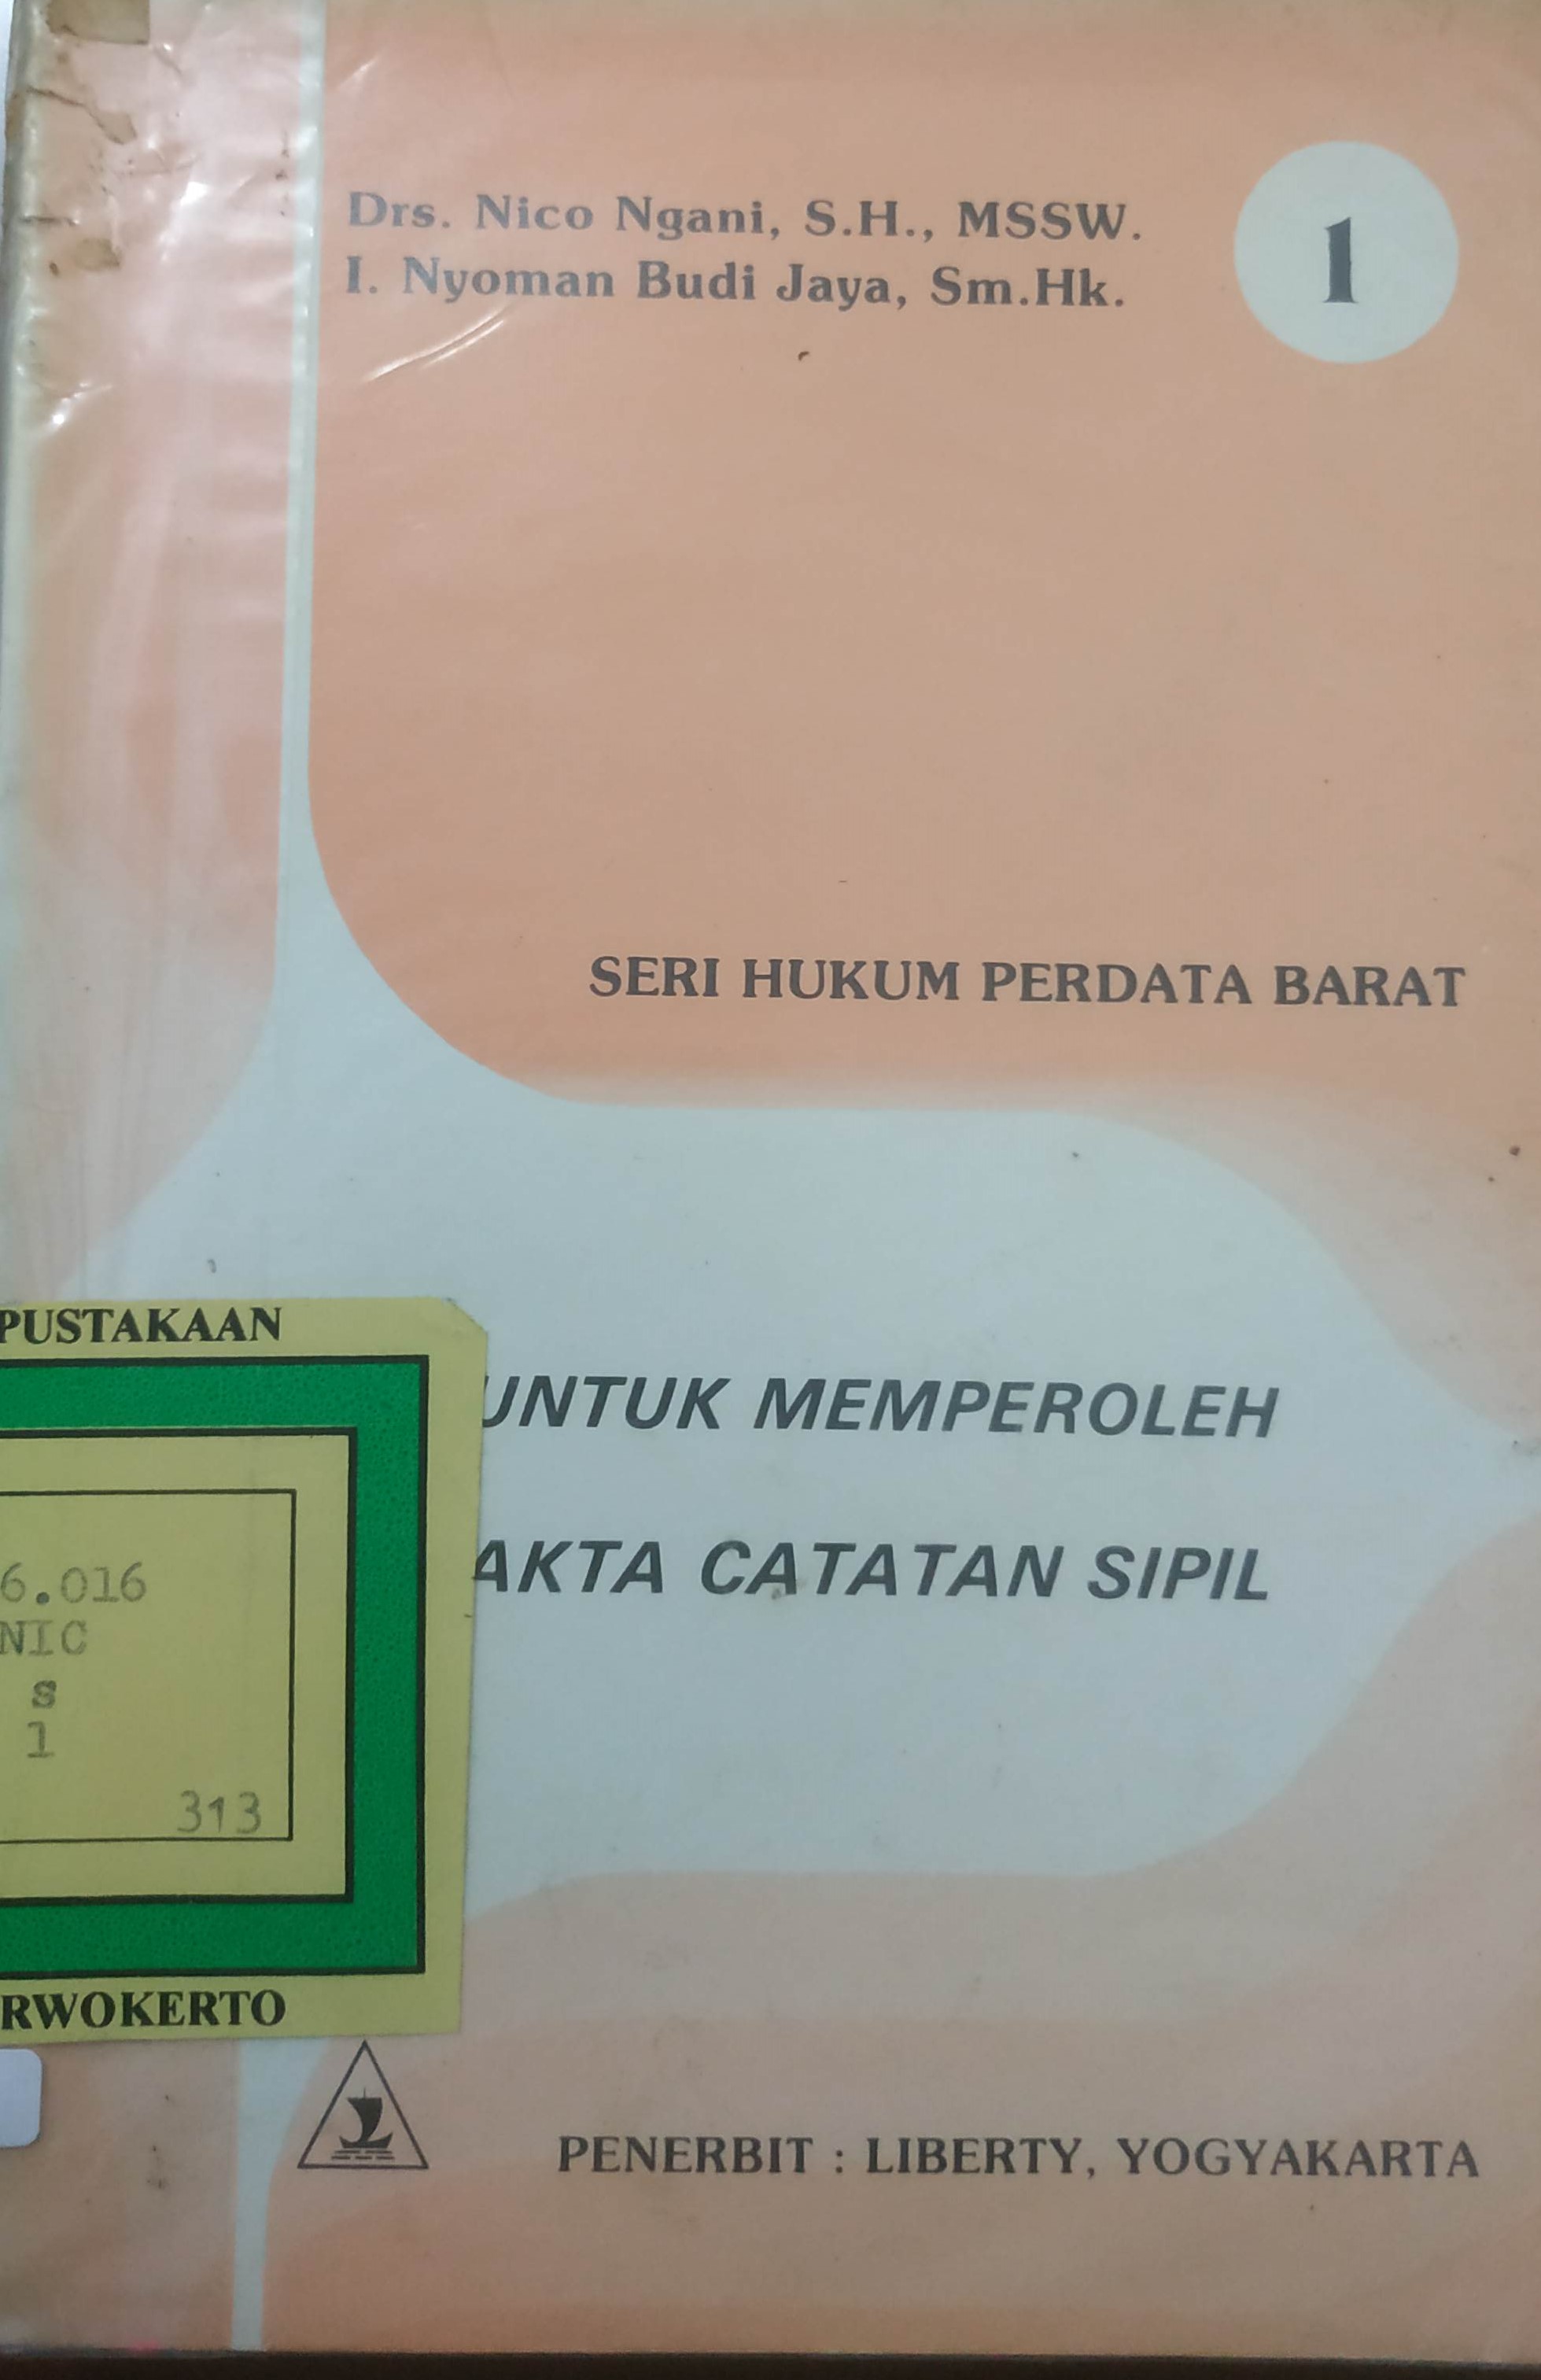 Drs. Nico Ngani, S.H., MSSW.
I. Nyoman Budi Jaya, Sm.Hk.
1
SERI HUKUM PERDATA BARAT
UNTUK MEMPEROLEH
AKTA CATATAN SIPIL
PUSTAKAAN
6.016
NIC
s
1
313
RWOKERTO
PENERBIT : LIBERTY, YOGYAKARTA